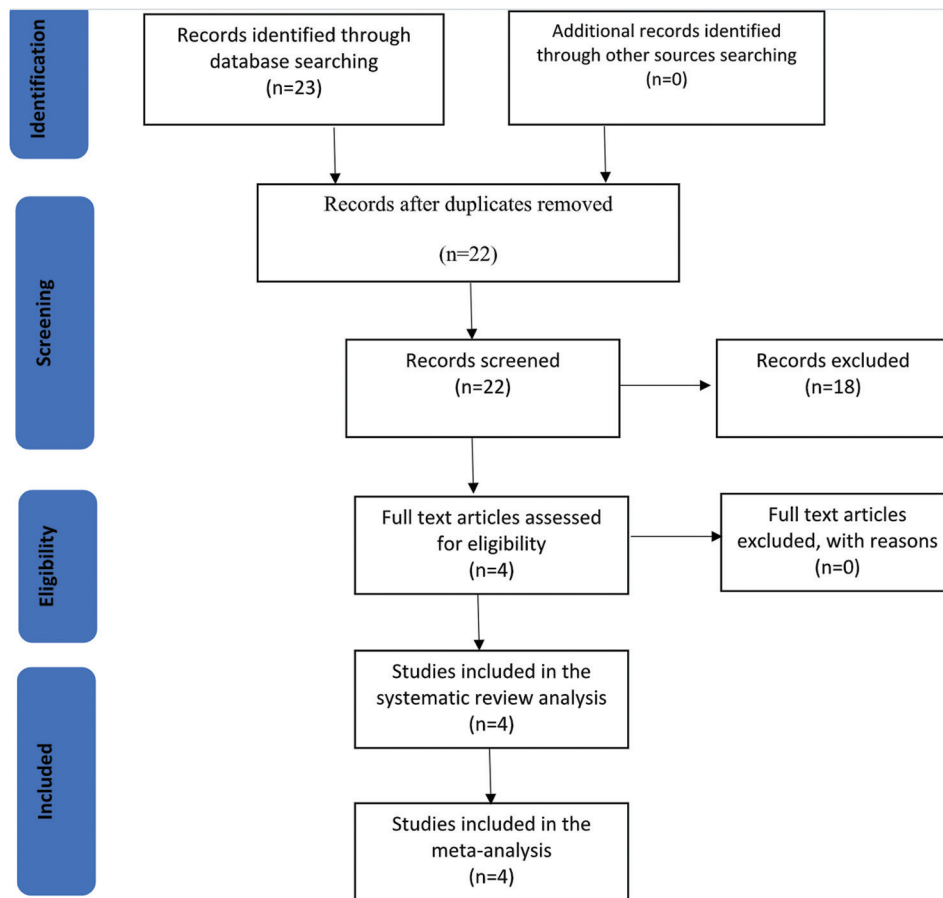 Identification
Records identified through
database searching
(n=23)
Additional records identified
through other sources searching
(n=0)
Screening
Records after duplicates removed
(n=22)
Records screened
(n=22)
Records excluded
(n=18)
Eligibility
Full text articles assessed
for eligibility
(n=4)
Full text articles
excluded, with reasons
(n=0)
Included
Studies included in the
systematic review analysis
(n=4)
Studies included in the
meta-analysis
(n=4)